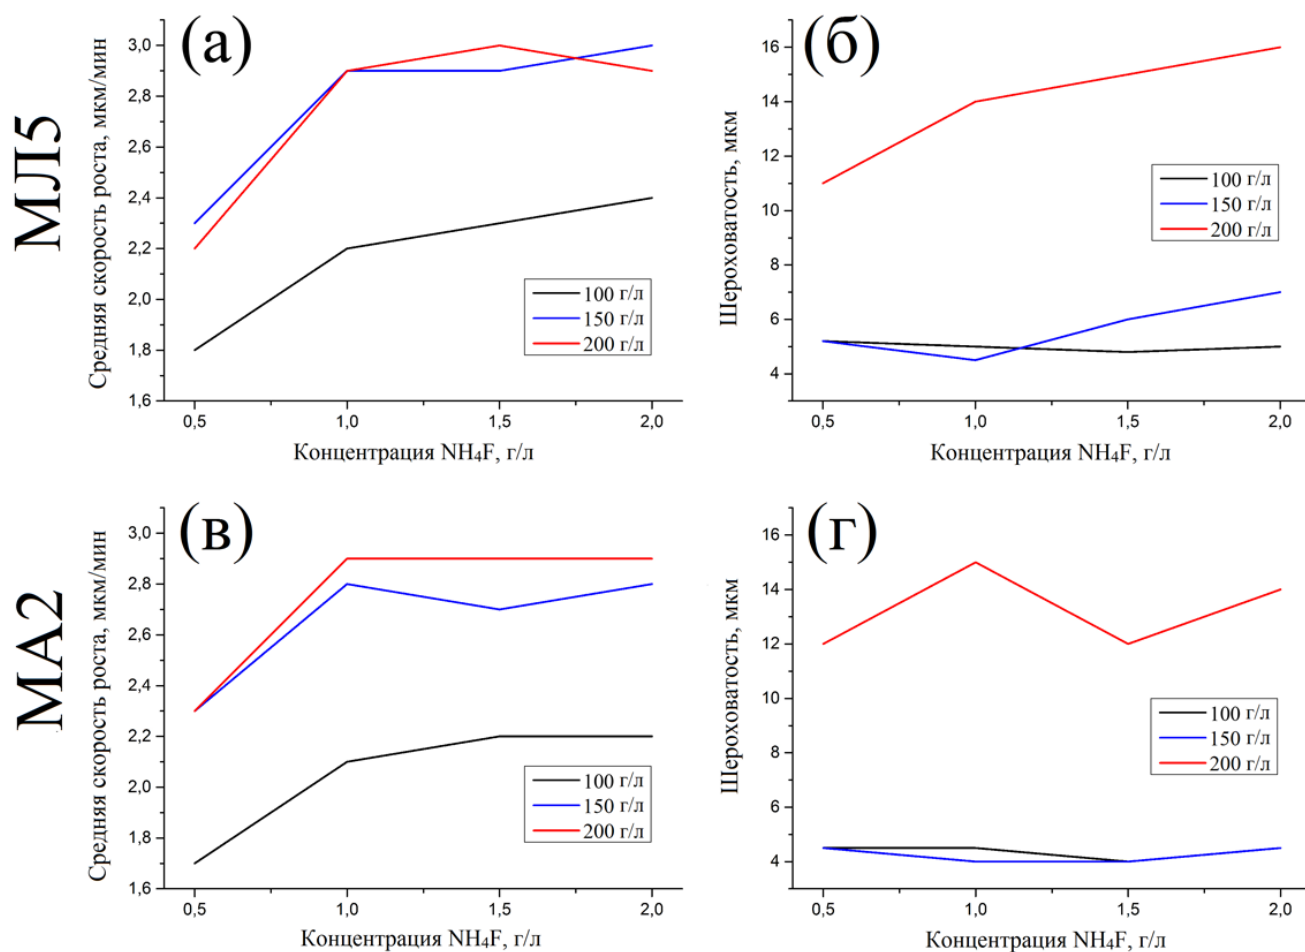 МЛ5
(а)
Средняя скорость роста, мкм/мин
3,0
2,8
2,6
2,4
2,2
2,0
1,8
1,6
100 г/л
150 г/л
200 г/л
0,5 1,0 1,5 2,0
Концентрация NH₄F, г/л
(б)
Шероховатость, мкм
16
14
12
10
8
6
4
100 г/л
150 г/л
200 г/л
0,5 1,0 1,5 2,0
Концентрация NH₄F, г/л
МА2
(в)
Средняя скорость роста, мкм/мин
3,0
2,8
2,6
2,4
2,2
2,0
1,8
1,6
100 г/л
150 г/л
200 г/л
0,5 1,0 1,5 2,0
Концентрация NH₄F, г/л
(г)
Шероховатость, мкм
16
14
12
10
8
6
4
100 г/л
150 г/л
200 г/л
0,5 1,0 1,5 2,0
Концентрация NH₄F, г/л